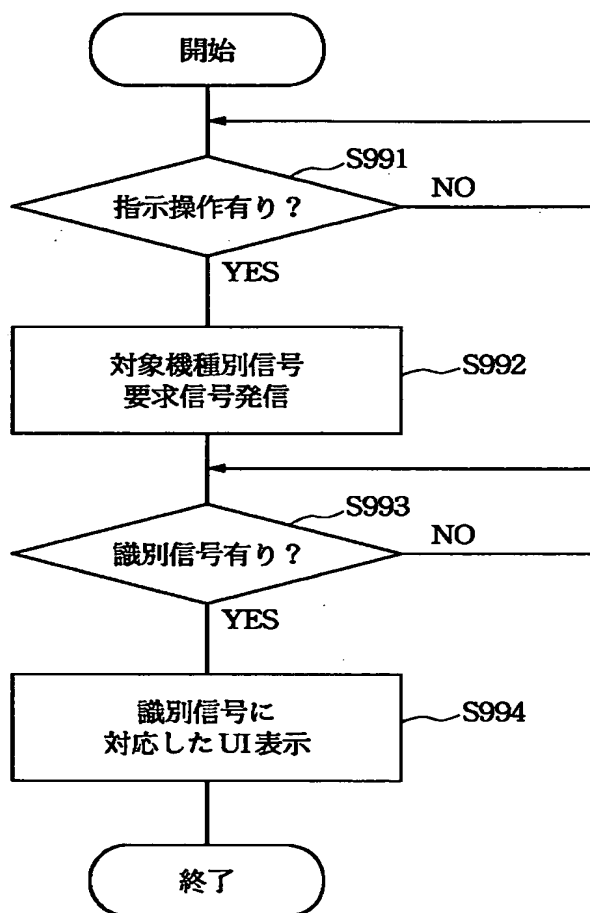 開始
S991
指示操作有り？
NO
YES
対象機種別信号
要求信号発信
S992
S993
識別信号有り？
NO
YES
識別信号に
対応したUI表示
S994
終了